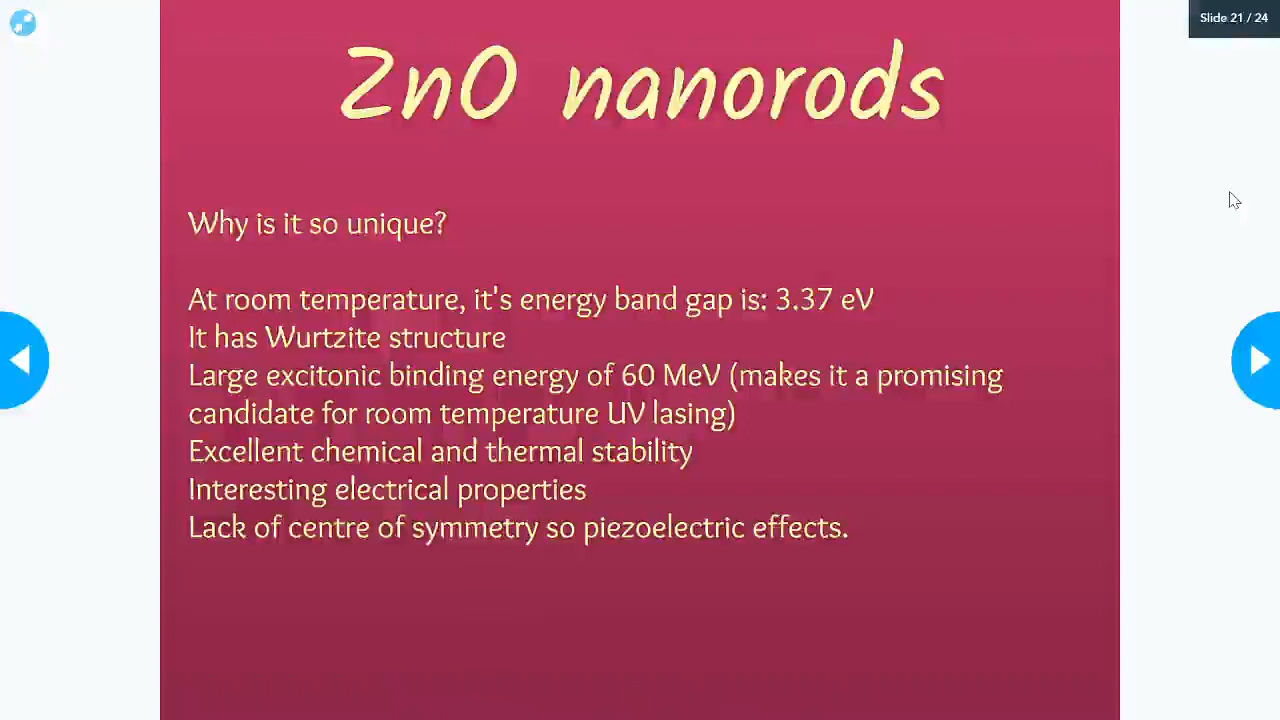 Slide 21 / 24
ZnO nanorods
Why is it so unique?
At room temperature, it's energy band gap is: 3.37 eV
It has Wurtzite structure
Large excitonic binding energy of 60 MeV (makes it a promising
candidate for room temperature UV lasing)
Excellent chemical and thermal stability
Interesting electrical properties
Lack of centre of symmetry so piezoelectric effects.